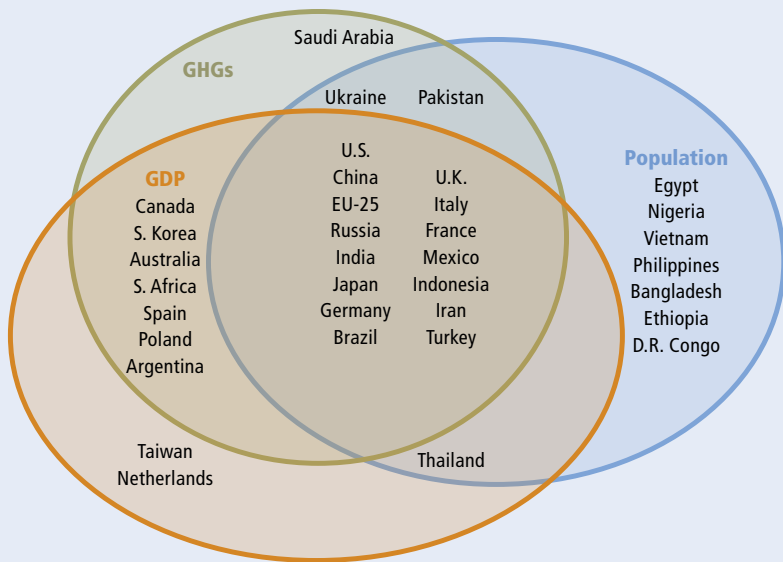 Saudi Arabia
GHGs
Ukraine
Pakistan
GDP
Canada
S. Korea
Australia
S. Africa
Spain
Poland
Argentina
U.S.
China
EU-25
Russia
India
Japan
Germany
Brazil
U.K.
Italy
France
Mexico
Indonesia
Iran
Turkey
Population
Egypt
Nigeria
Vietnam
Philippines
Bangladesh
Ethiopia
D.R. Congo
Taiwan
Netherlands
Thailand